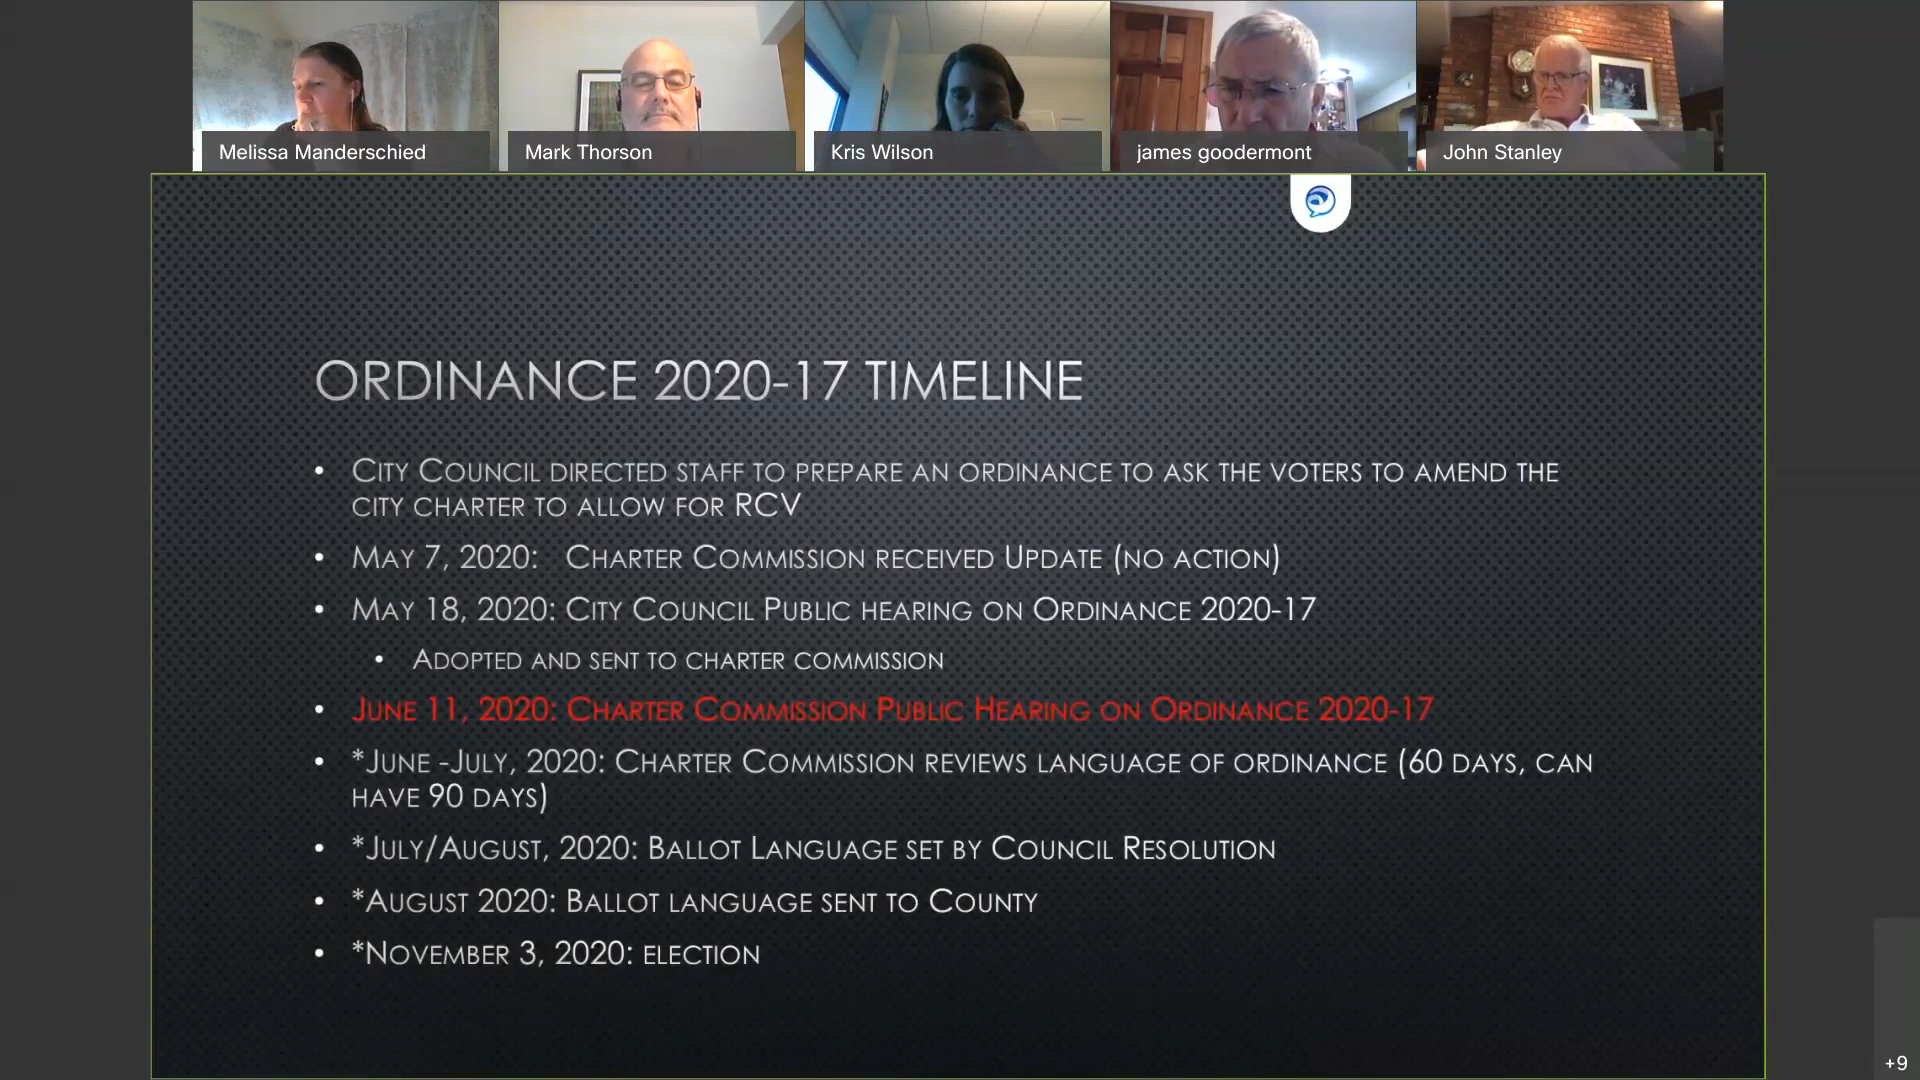 Melissa Manderschied
Mark Thorson
Kris Wilson
james goodermont
John Stanley
ORDINANCE 2020-17 TIMELINE
• CITY COUNCIL DIRECTED STAFF TO PREPARE AN ORDINANCE TO ASK THE VOTERS TO AMEND THE
CITY CHARTER TO ALLOW FOR RCV
• MAY 7, 2020: CHARTER COMMISSION RECEIVED UPDATE (NO ACTION)
• MAY 18, 2020: CITY COUNCIL PUBLIC HEARING ON ORDINANCE 2020-17
• ADOPTED AND SENT TO CHARTER COMMISSION
• JUNE 11, 2020: CHARTER COMMISSION PUBLIC HEARING ON ORDINANCE 2020-17
• *JUNE -JULY, 2020: CHARTER COMMISSION REVIEWS LANGUAGE OF ORDINANCE (60 DAYS, CAN
HAVE 90 DAYS)
• *JULY/AUGUST, 2020: BALLOT LANGUAGE SET BY COUNCIL RESOLUTION
• *AUGUST 2020: BALLOT LANGUAGE SENT TO COUNTY
• *NOVEMBER 3, 2020: ELECTION
+9